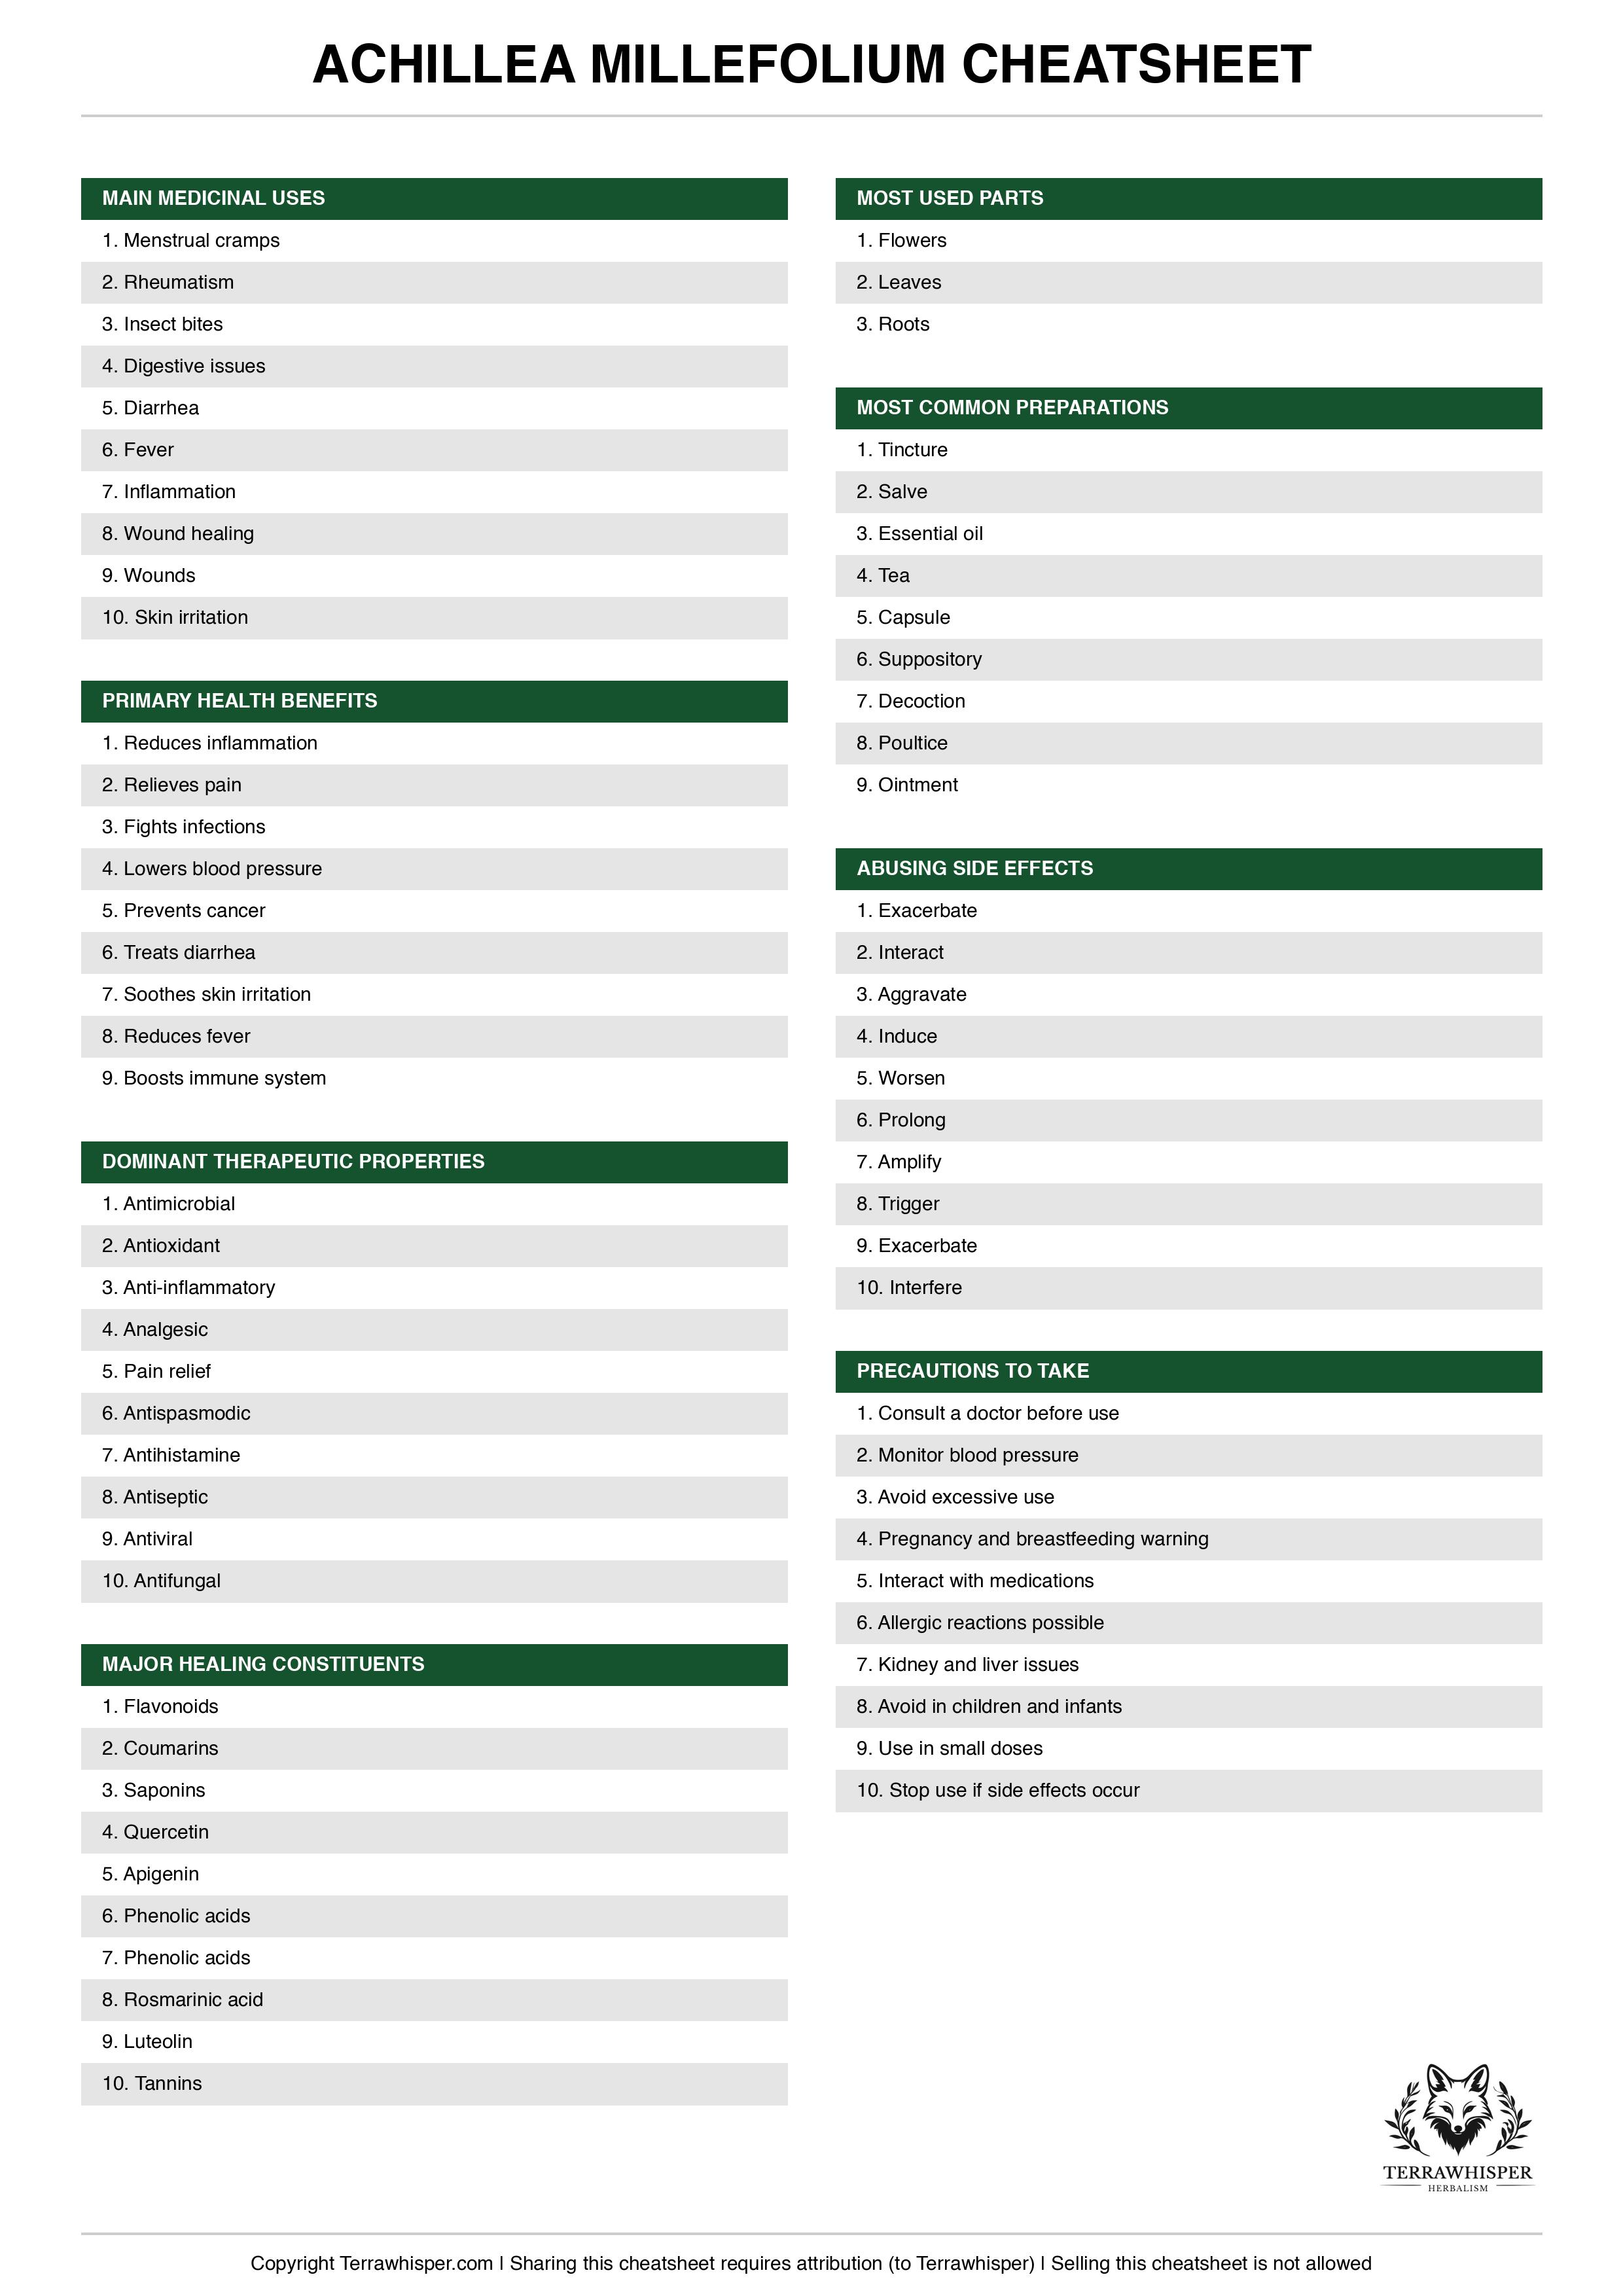 ACHILLEA MILLEFOLIUM CHEATSHEET
MAIN MEDICINAL USES
1. Menstrual cramps
2. Rheumatism
3. Insect bites
4. Digestive issues
5. Diarrhea
6. Fever
7. Inflammation
8. Wound healing
9. Wounds
10. Skin irritation
PRIMARY HEALTH BENEFITS
1. Reduces inflammation
2. Relieves pain
3. Fights infections
4. Lowers blood pressure
5. Prevents cancer
6. Treats diarrhea
7. Soothes skin irritation
8. Reduces fever
9. Boosts immune system
DOMINANT THERAPEUTIC PROPERTIES
1. Antimicrobial
2. Antioxidant
3. Anti-inflammatory
4. Analgesic
5. Pain relief
6. Antispasmodic
7. Antihistamine
8. Antiseptic
9. Antiviral
10. Antifungal
MAJOR HEALING CONSTITUENTS
1. Flavonoids
2. Coumarins
3. Saponins
4. Quercetin
5. Apigenin
6. Phenolic acids
7. Phenolic acids
8. Rosmarinic acid
9. Luteolin
10. Tannins
MOST USED PARTS
1. Flowers
2. Leaves
3. Roots
MOST COMMON PREPARATIONS
1. Tincture
2. Salve
3. Essential oil
4. Tea
5. Capsule
6. Suppository
7. Decoction
8. Poultice
9. Ointment
ABUSING SIDE EFFECTS
1. Exacerbate
2. Interact
3. Aggravate
4. Induce
5. Worsen
6. Prolong
7. Amplify
8. Trigger
9. Exacerbate
10. Interfere
PRECAUTIONS TO TAKE
1. Consult a doctor before use
2. Monitor blood pressure
3. Avoid excessive use
4. Pregnancy and breastfeeding warning
5. Interact with medications
6. Allergic reactions possible
7. Kidney and liver issues
8. Avoid in children and infants
9. Use in small doses
10. Stop use if side effects occur
TERRAWHISPER
HERBALISM
Copyright Terrawhisper.com | Sharing this cheatsheet requires attribution (to Terrawhisper) | Selling this cheatsheet is not allowed